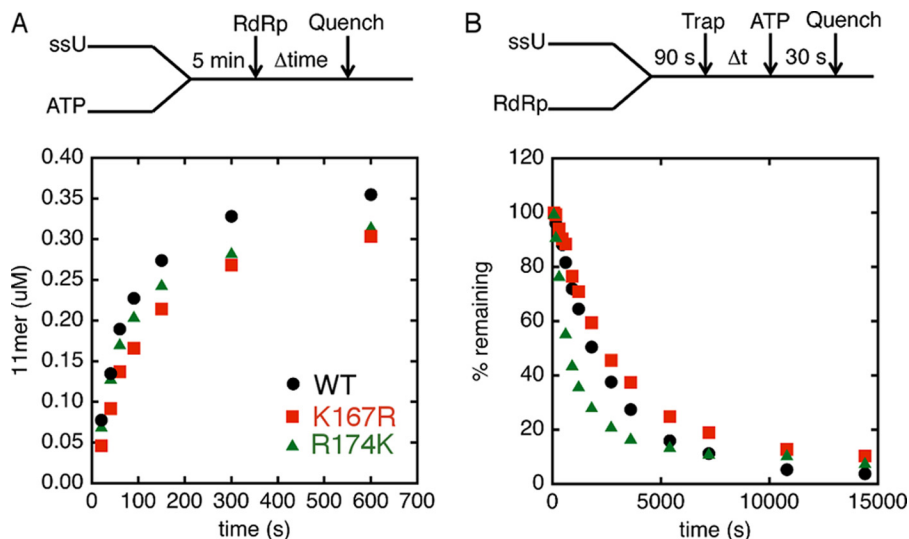 A
RdRp Quench
ssU
5 min Δtime
ATP
11mer (uM)
0.40
0.35
0.30
0.25
0.20
0.15
0.10
0.05
0.00
WT
K167R
R174K
0 100 200 300 400 500 600 700
time (s)
B
Trap ATP Quench
ssU
90 s Δt 30 s
RdRp
% remaining
120
100
80
60
40
20
0
0 5000 10000 15000
time (s)